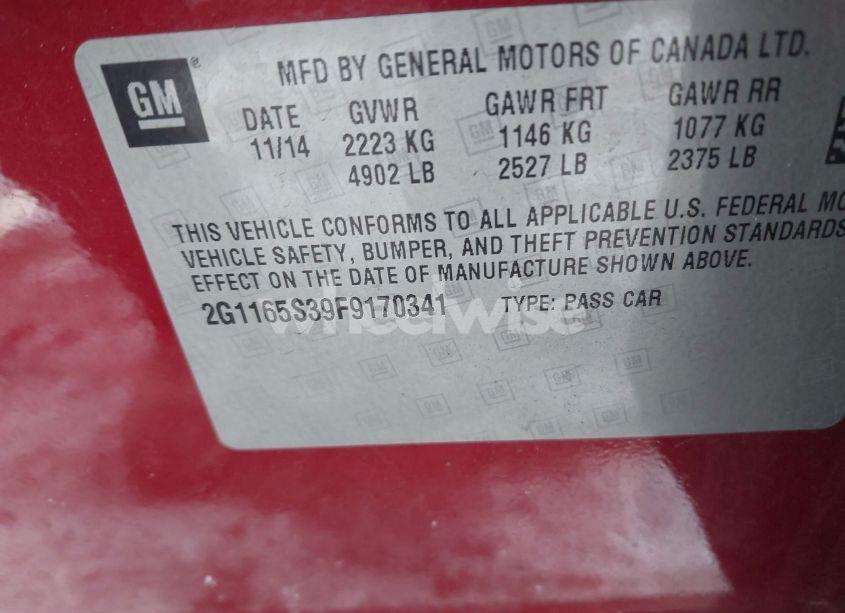 GM
MFD BY GENERAL MOTORS OF CANADA LTD.
DATE GVWR GAWR FRT GAWR RR
11/14 2223 KG 1146 KG 1077 KG
4902 LB 2527 LB 2375 LB
THIS VEHICLE CONFORMS TO ALL APPLICABLE U.S. FEDERAL MO
VEHICLE SAFETY, BUMPER, AND THEFT PREVENTION STANDARDS
EFFECT ON THE DATE OF MANUFACTURE SHOWN ABOVE.
2G1165S39F9170341 TYPE: PASS CAR
wheelwise